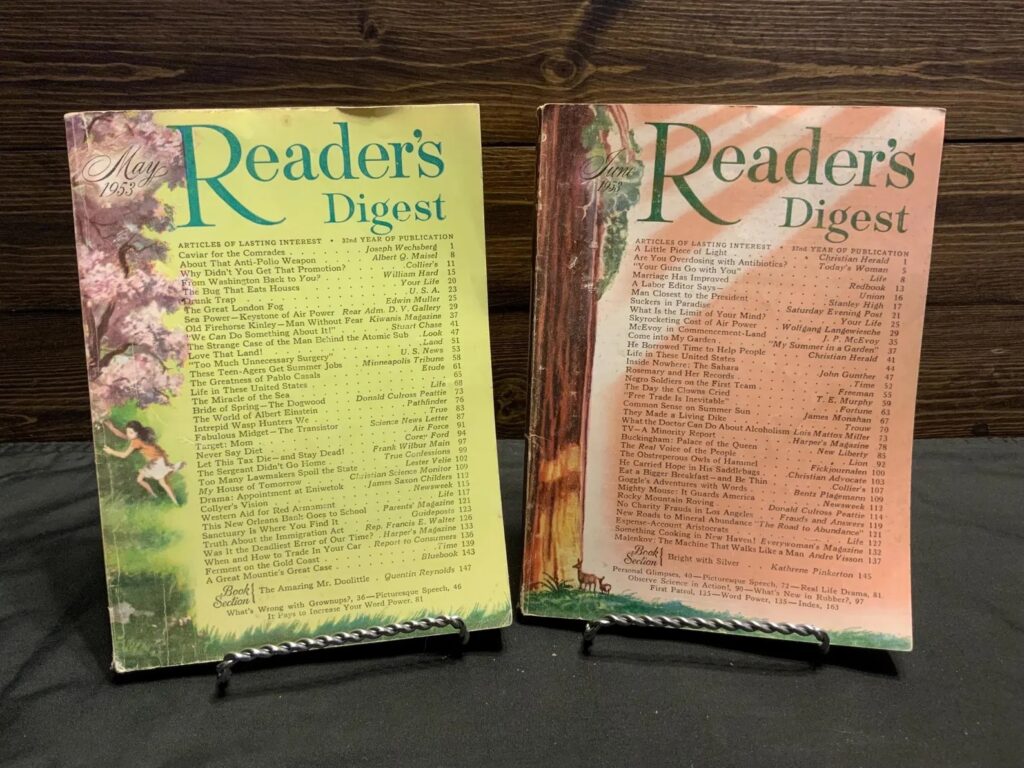 May
1953
Reader's
Digest
ARTICLES OF LASTING INTEREST • 32nd YEAR OF PUBLICATION
Caviar for the Comrades . . . Joseph Wechsberg 1
About That Anti-Polio Weapon . . . Albert Q. Maisel 8
Why Didn't You Get That Promotion? . . . Collier's 11
From Washington Back to You? . . . William Hard 15
The Bug That Eats Houses . . . Your Life 20
Drunk Trap . . . U. S. A. 23
The Great London Fog . . . Edwin Muller 25
Sea Power—Keystone of Air Power Rear Adm. D. V. Gallery 29
Old Firehorse Kinley—Man Without Fear Kiwanis Magazine 37
"We Can Do Something About It!" . . . Stuart Chase 41
The Strange Case of the Man Behind the Atomic Sub . Look 47
Love That Land! . . . Land 51
"Too Much Unnecessary Surgery" . . . U. S. News 53
These Teen-Agers Get Summer Jobs . . . Minneapolis Tribune 58
The Greatness of Pablo Casals . . . Etude 61
Life in These United States . . . 65
The Miracle of the Sea . . . Life 68
Bride of Spring—The Dogwood . . . Donald Culross Peattie 73
The World of Albert Einstein . . . Pathfinder 76
Intrepid Wasp Hunters We . . . True 83
Fabulous Midget—The Transistor . . . Science News Letter 87
Target: Mom . . . Air Force 91
Never Say Diet . . . Corey Ford 94
Let This Tax Die—and Stay Dead! . . . Frank Wilbur Main 97
The Sergeant Didn't Go Home . . . True Confessions 99
Too Many Lawmakers Spoil the State . . . Lester Velie 102
My House of Tomorrow . . . Christian Science Monitor 109
Drama: Appointment at Eniwetok . . . James Saxon Childers 112
Collyer's Vision . . . Newsweek 115
Western Aid for Red Armament . . . Life 117
This New Orleans Bank Goes to School . . . Parents' Magazine 121
Sanctuary Is Where You Find It . . . Guideposts 123
Truth About the Immigration Act . . . Rep. Francis E. Walter 126
Was It the Deadliest Error of Our Time? . Harper's Magazine 133
When and How to Trade In Your Car . Report to Consumers 136
Ferment on the Gold Coast . . . Time 139
A Great Mountie's Great Case . . . Bluebook 143
Book Section { The Amazing Mr. Doolittle . Quentin Reynolds 147
What's Wrong with Grownups?, 36—Picturesque Speech, 46
It Pays to Increase Your Word Power, 81
June
1953
Reader's
Digest
ARTICLES OF LASTING INTEREST • 32nd YEAR OF PUBLICATION
A Little Piece of Light . . . Christian Herald 1
Are You Overdosing with Antibiotics? . . . Today's Woman 5
"Your Guns Go with You" . . . Life 8
Marriage Has Improved . . . Redbook 13
A Labor Editor Says— . . . Union 16
Man Closest to the President . . . Stanley High 17
Suckers in Paradise . . . Saturday Evening Post 21
What Is the Limit of Your Mind? . . . Your Life 25
Skyrocketing Cost of Air Power . . . Wolfgang Langewiesche 29
McEvoy in Commencement-Land . . . J. P. McEvoy 35
Come into My Garden . . . "My Summer in a Garden" 37
He Borrowed Time to Help People . . . Christian Herald 41
Life in These United States . . . 44
Inside Nowhere: The Sahara . . . John Gunther 47
Rosemary and Her Records . . . Time 52
Negro Soldiers on the First Team . . . Freeman 55
The Day the Clowns Cried . . . T. E. Murphy 59
"Free Trade Is Inevitable" . . . Fortune 63
Common Sense on Summer Sun . . . James Monahan 67
They Made a Living Dike . . . Trouw 70
What the Doctor Can Do About Alcoholism Lois Mattox Miller 73
TV—A Minority Report . . . Harper's Magazine 78
Buckingham: Palace of the Queen . . . New Liberty 85
The Real Voice of People . . . Lion 92
The Obstreperous Owls of Hammel . . . Fickjournalen 100
He Carried Hope in His Saddlebags . . . Christian Advocate 103
Eat a Bigger Breakfast—and Be Thin . . . Collier's 107
Goggle's Adventures with Words . . . Bentz Plagemann 109
Mighty Mouse: It Guards America . . . Newsweek 112
Rocky Mountain Roving . . . Donald Culross Peattie 114
No Charity Frauds in Los Angeles . . . Frauds and Answers 119
New Roads to Mineral Abundance "The Road to Abundance" 121
Expense-Account Aristocrats . . . Life 127
Something Cooking in New Haven! Everywoman's Magazine 132
Malenkov: The Machine That Walks Like a Man Andre Visson 137
Book Section { Bright with Silver . . . Kathrene Pinkerton 145
Personal Glimpses, 40—Picturesque Speech, 72—Real Life Drama, 81
Observe Science in Action!, 90—What's New in Rubber?, 97
First Patrol, 135—Word Power, 135—Index, 163